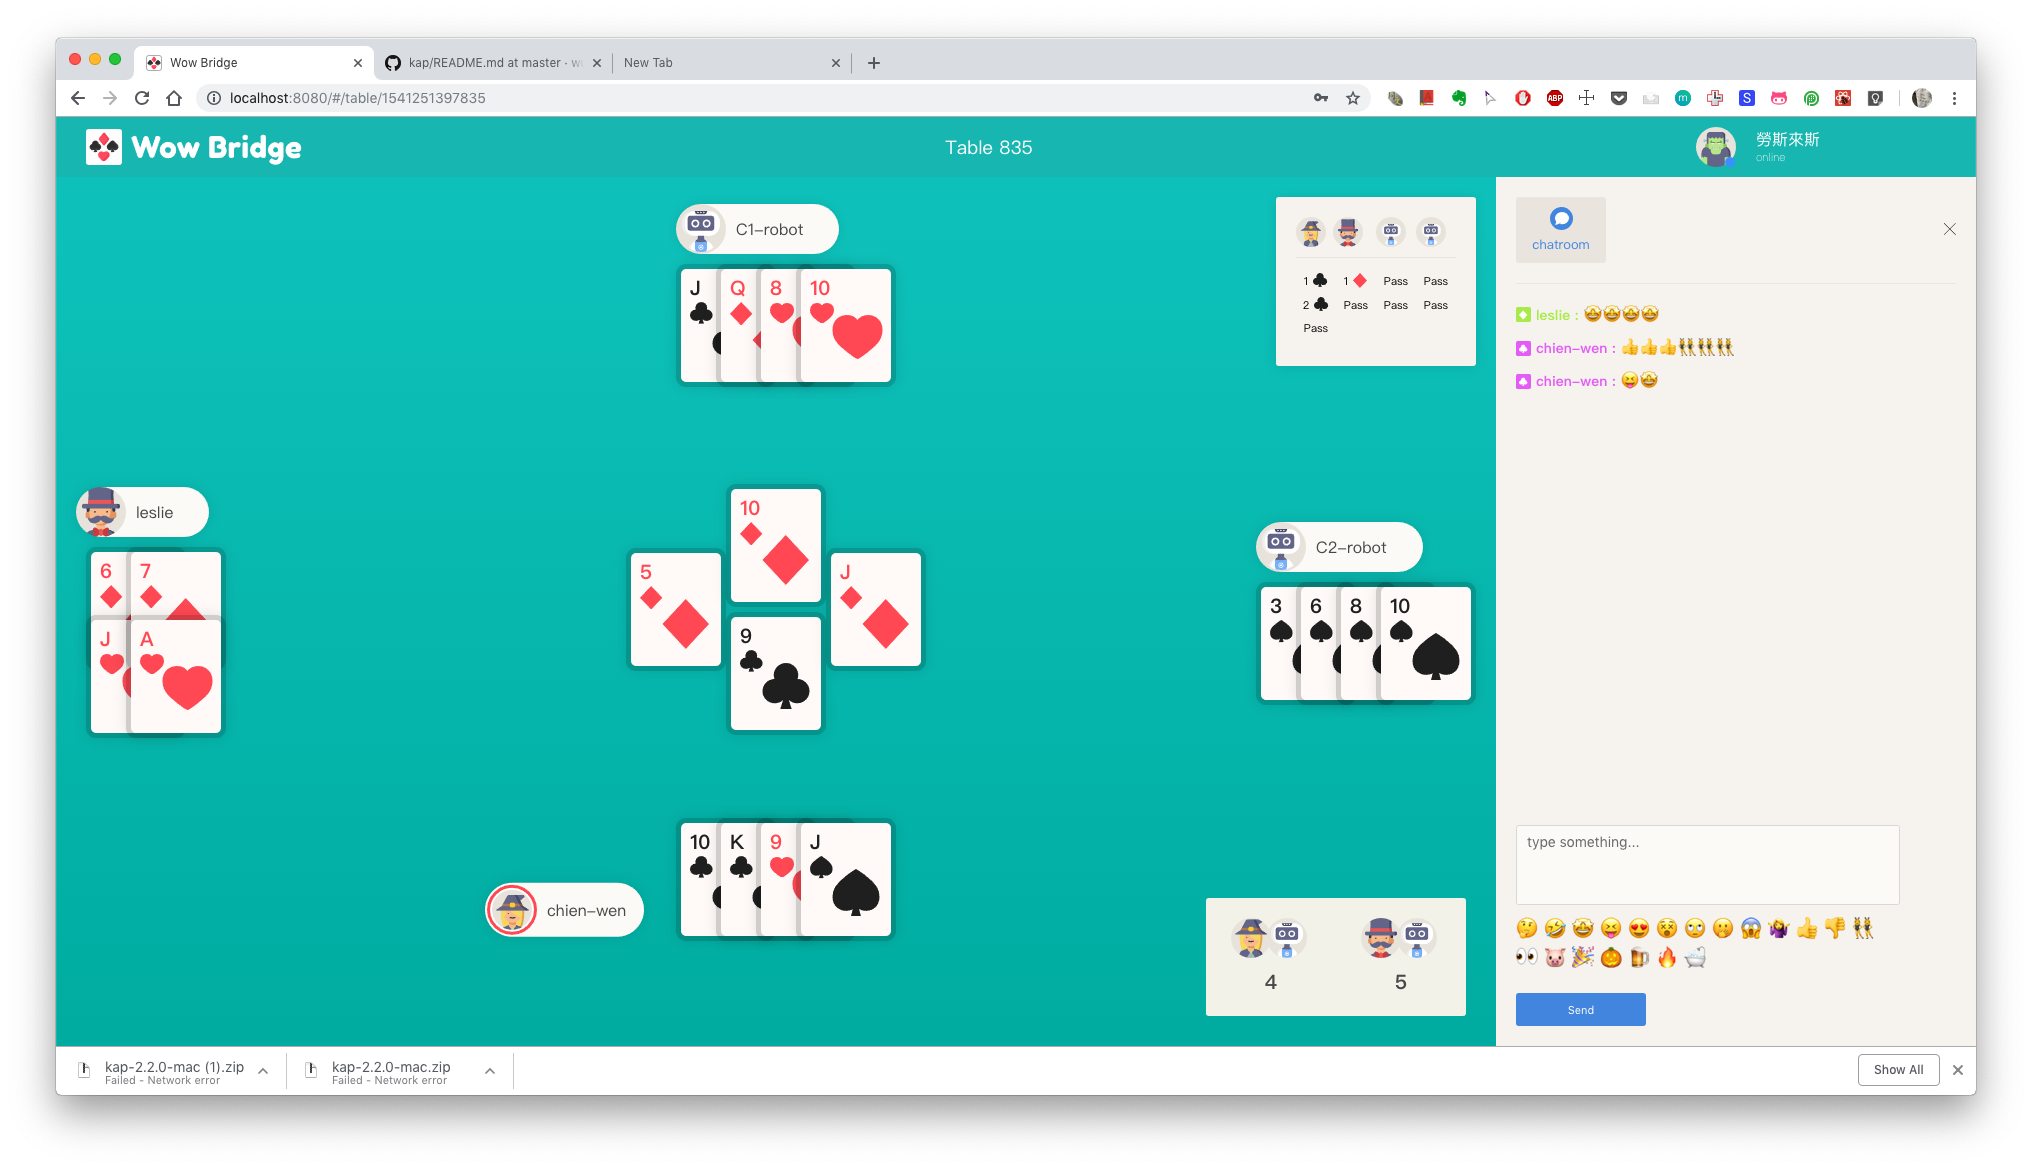 Wow Bridge
kap/README.md at master · w
New Tab
localhost:8080/#/table/1541251397835
ABP
m
S
Wow Bridge
Table 835
勞斯來斯
online
C1-robot
J Q 8 10
1 1 Pass Pass
2 Pass Pass Pass
Pass
chatroom
leslie :
chien-wen :
chien-wen :
leslie
6 7
J A
10
5 J
9
C2-robot
3 6 8 10
10 K 9 J
chien-wen
4 5
type something...
Send
kap-2.2.0-mac (1).zip
Failed - Network error
kap-2.2.0-mac.zip
Failed - Network error
Show All